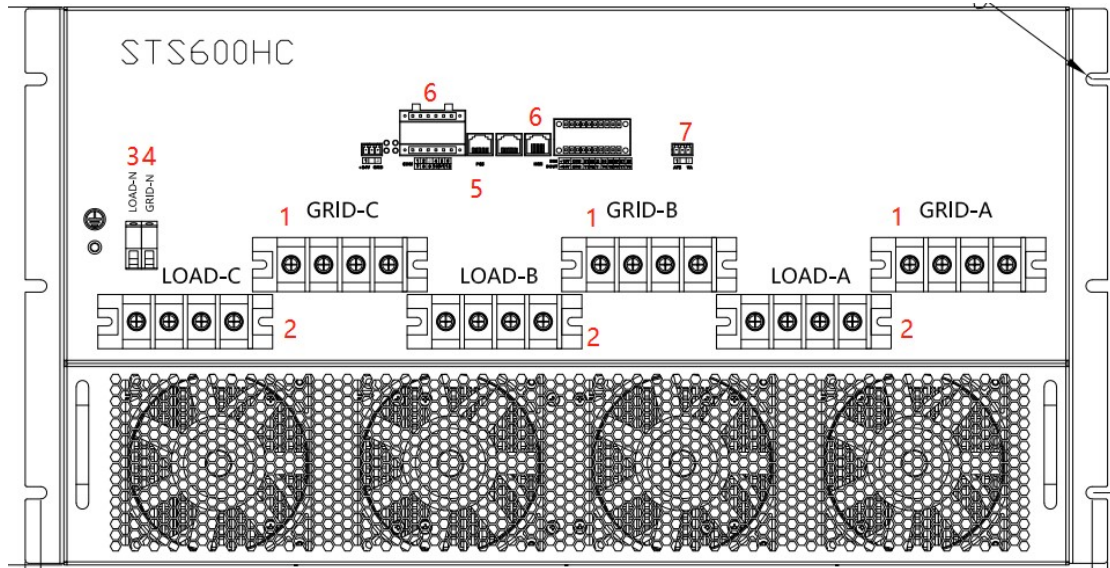 STS600HC
6
6
7
34
5
LOAD-N
GRID-N
1 GRID-C
1 GRID-B
1 GRID-A
LOAD-C
LOAD-B
LOAD-A
2
2
2